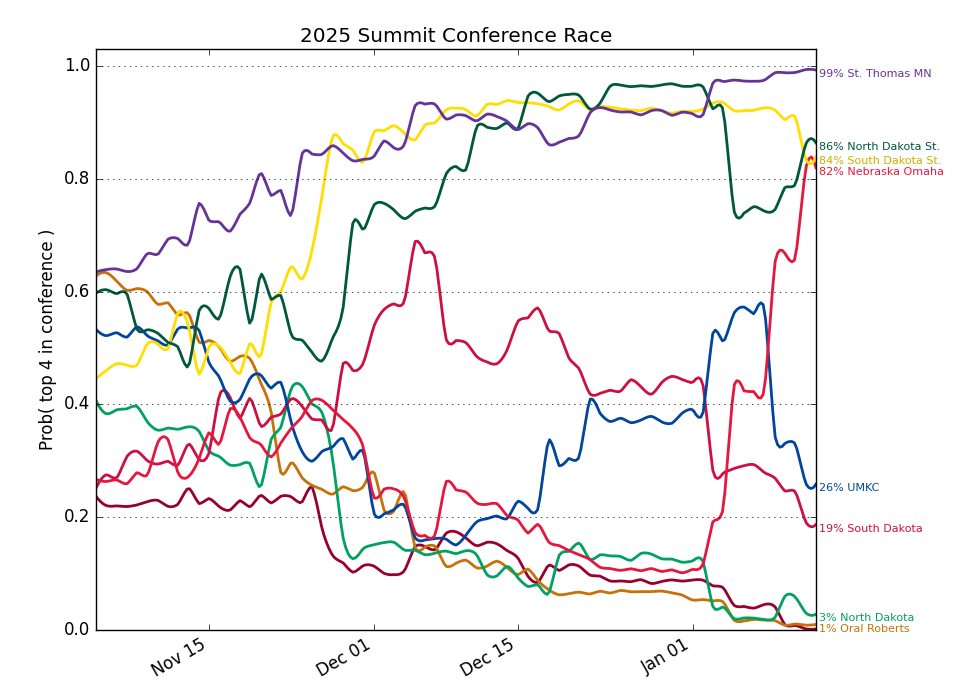 2025 Summit Conference Race
Prob( top 4 in conference )
1.0
0.8
0.6
0.4
0.2
0.0
Nov 15
Dec 01
Dec 15
Jan 01
99% St. Thomas MN
86% North Dakota St.
84% South Dakota St.
82% Nebraska Omaha
26% UMKC
19% South Dakota
3% North Dakota
1% Oral Roberts